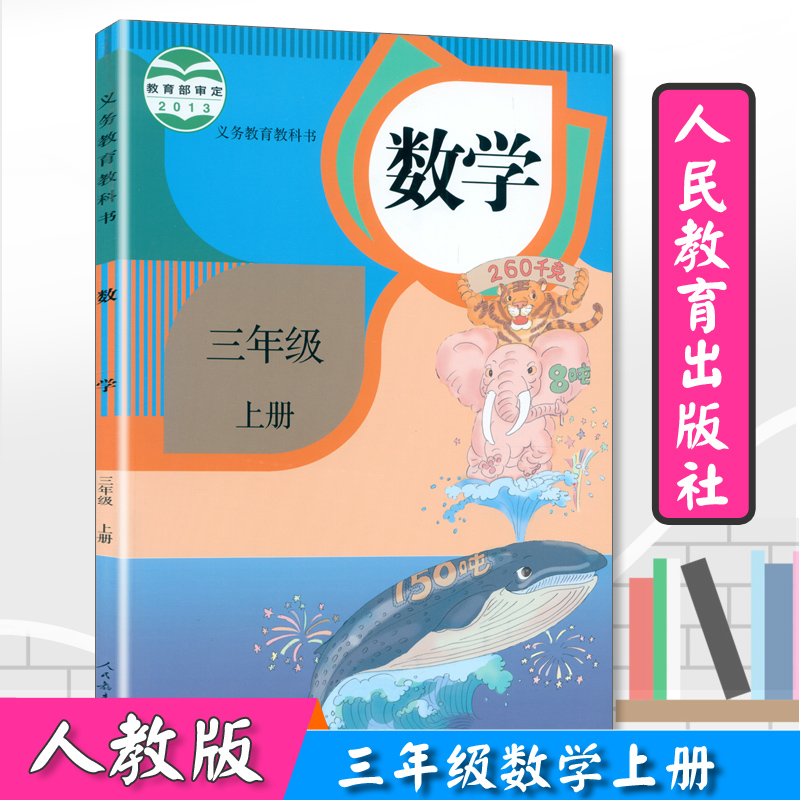 义务教育教科书
数学
三年级 上册
人民教
教育部审定
2013
义务教育教科书
数学
三年级
上册
260千克
8吨
150吨
人民教育出版社
人教版
三年级数学上册